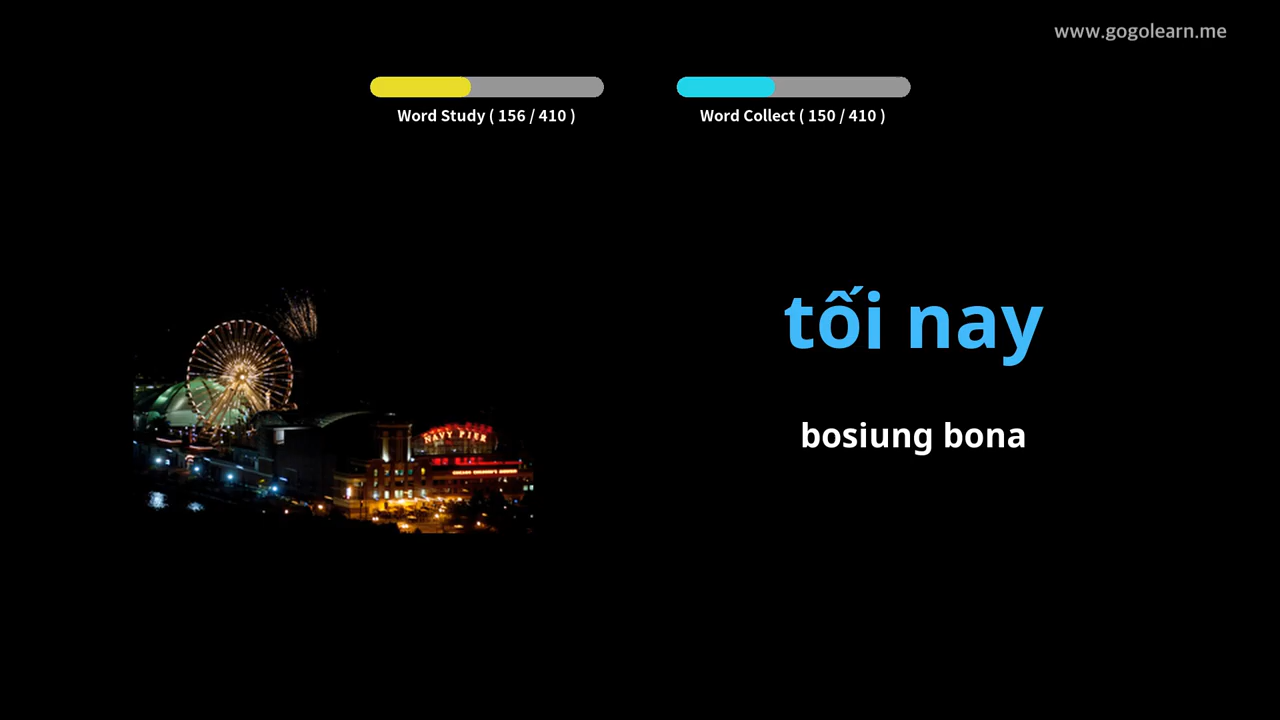 www.gogolearn.me
Word Study ( 156 / 410 )
Word Collect ( 150 / 410 )
tối nay
bosiung bona
NAVY PIER